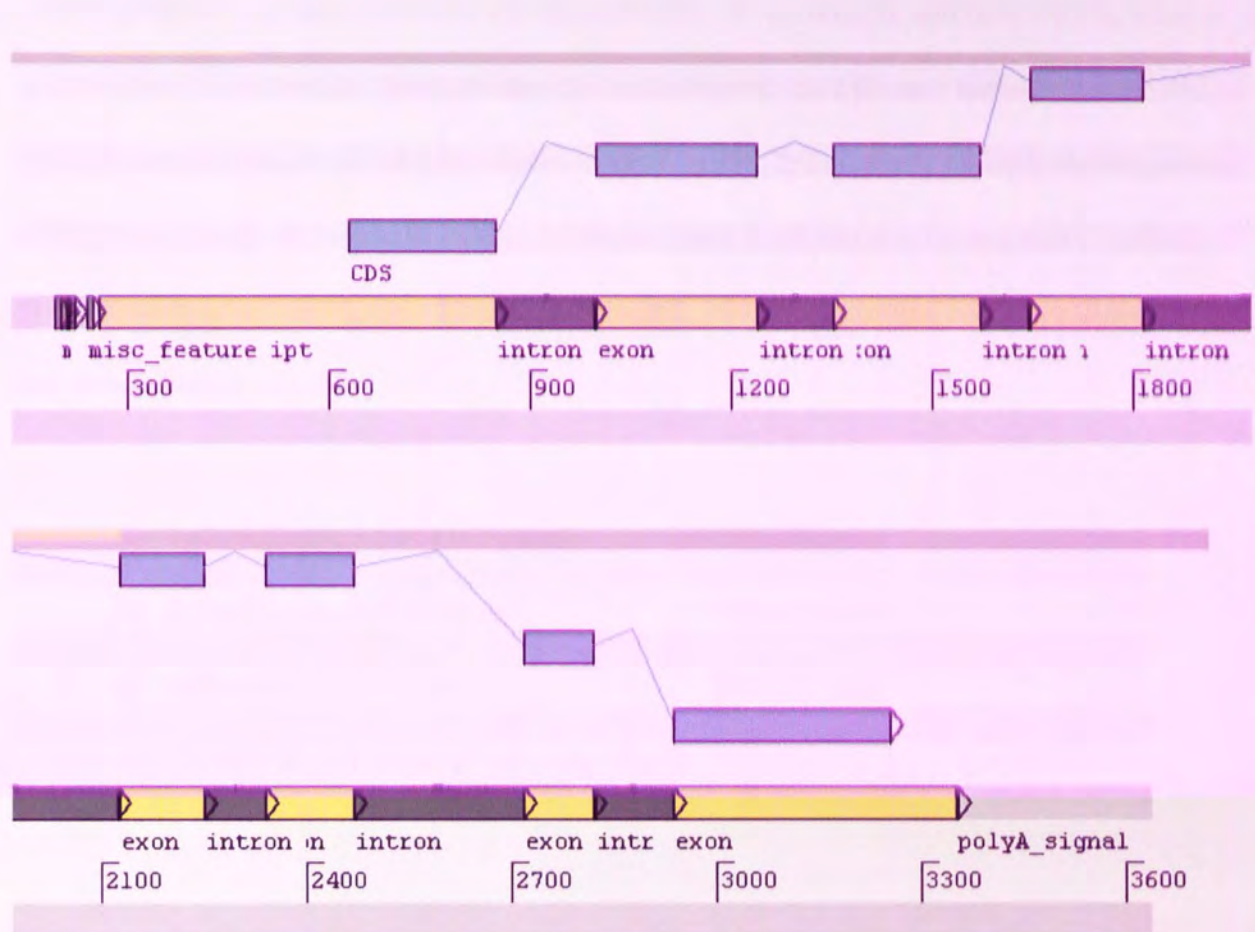 CDS
misc_feature ipt intron exon intron intron intron
300 600 900 1200 1500 1800
exon intron intron exon intr exon polyA_signal
2100 2400 2700 3000 3300 3600